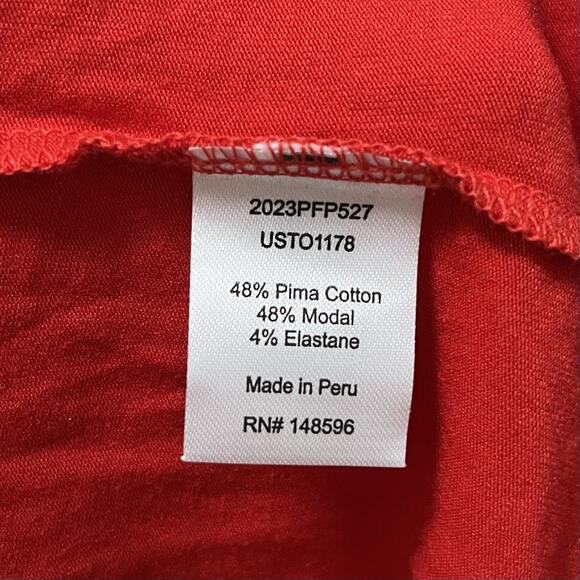 2023PFP527
USTO1178
48% Pima Cotton
48% Modal
4% Elastane
Made in Peru
RN# 148596